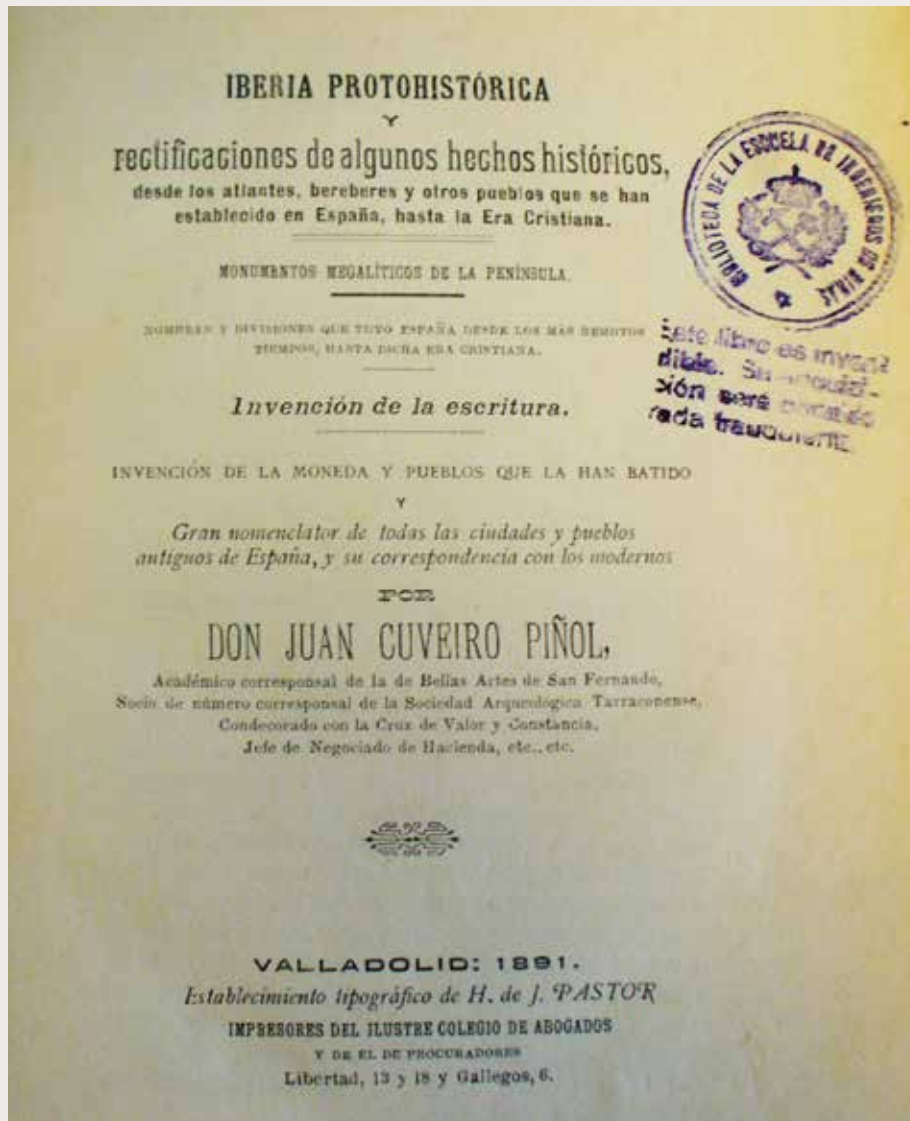 IBERIA PROTOHISTÓRICA
Y
rectificaciones de algunos hechos históricos,
desde los atlantes, bereberes y otros pueblos que se han
establecido en España, hasta la Era Cristiana.
MONUMENTOS MEGALÍTICOS DE LA PENÍNSULA.
NOMBRES Y DIVISIONES QUE TUVO ESPAÑA DESDE LOS MÁS REMOTOS
TIEMPOS, HASTA DICHA ERA CRISTIANA.
Invención de la escritura.
INVENCIÓN DE LA MONEDA Y PUEBLOS QUE LA HAN BATIDO
Y
Gran nomenclator de todas las ciudades y pueblos
antiguos de España, y su correspondencia con los modernos
POR
DON JUAN CUVEIRO PIÑOL,
Académico corresponsal de la de Bellas Artes de San Fernando,
Socio de número corresponsal de la Sociedad Arqueológica Tarraconense,
Condecorado con la Cruz de Valor y Constancia,
Jefe de Negociado de Hacienda, etc., etc.
VALLADOLID: 1891.
Establecimiento tipográfico de H. de J. PASTOR
IMPRESORES DEL ILUSTRE COLEGIO DE ABOGADOS
Y DE EL DE PROCURADORES
Libertad, 13 y 18 y Gallegos, 6.
BIBLIOTECA DE LA ESCUELA DE INGENIEROS DE MINAS
Este libro es
dible. Su
ción será
rada